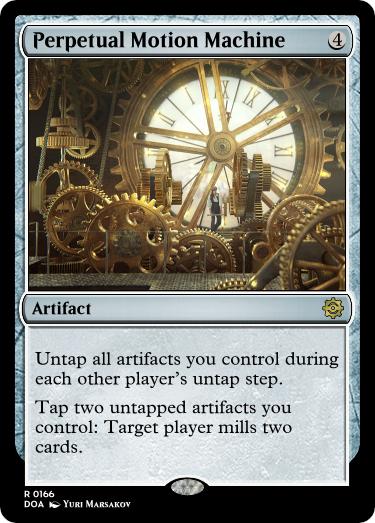 Perpetual Motion Machine 4
Artifact
Untap all artifacts you control during
each other player's untap step.
Tap two untapped artifacts you
control: Target player mills two
cards.
R 0166
DOA Yuri Marsakov